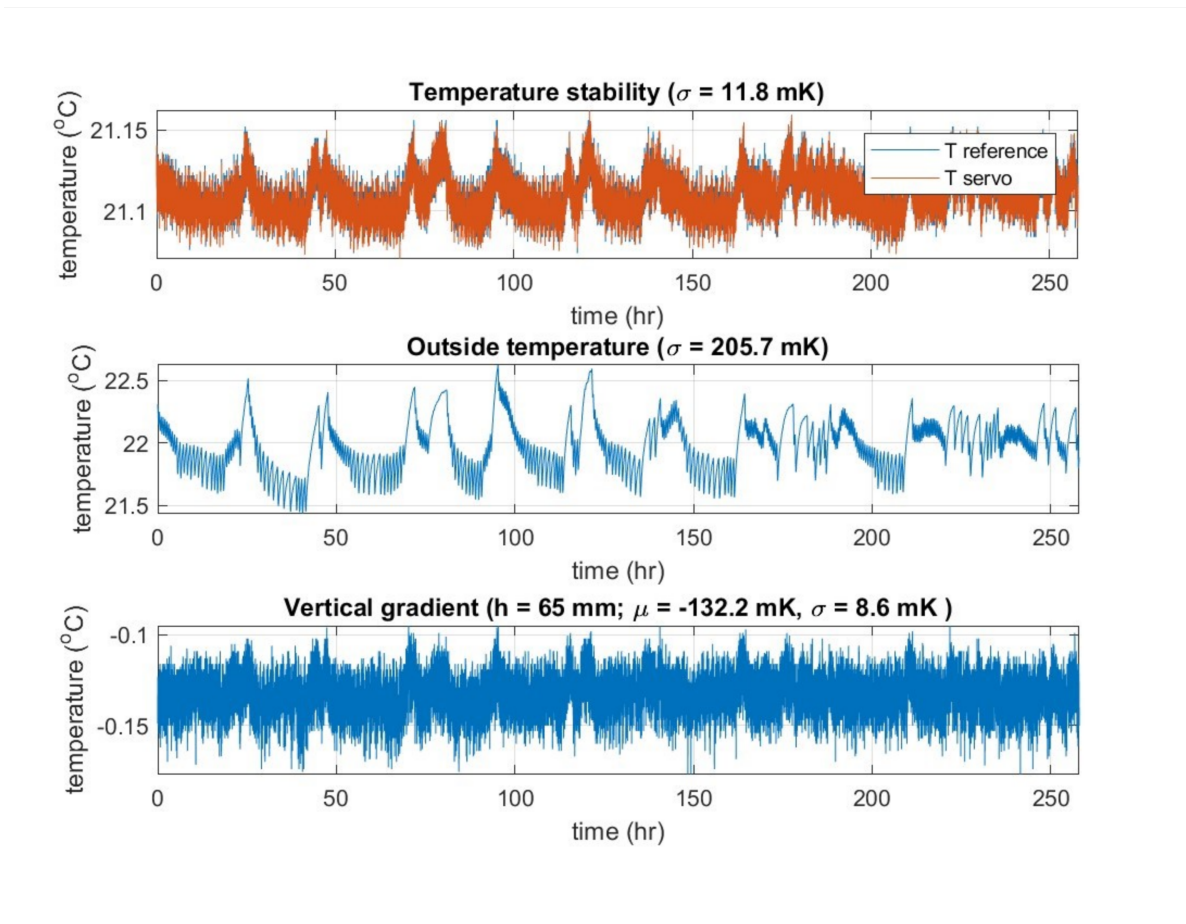 Temperature stability (σ = 11.8 mK)
temperature (°C)
21.15
21.1
T reference
T servo
0 50 100 150 200 250
time (hr)
Outside temperature (σ = 205.7 mK)
temperature (°C)
22.5
22
21.5
0 50 100 150 200 250
time (hr)
Vertical gradient (h = 65 mm; μ = -132.2 mK, σ = 8.6 mK )
temperature (°C)
-0.1
-0.15
0 50 100 150 200 250
time (hr)